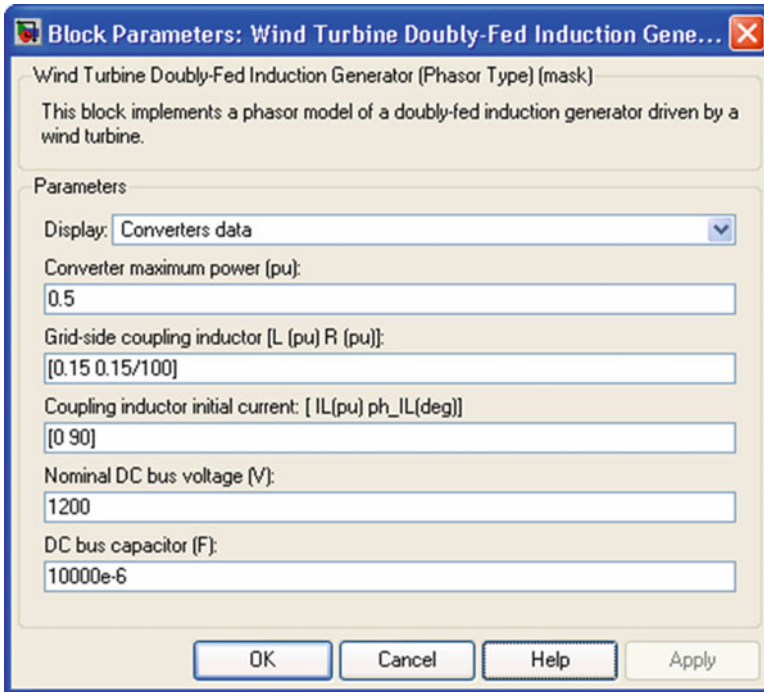 Block Parameters: Wind Turbine Doubly-Fed Induction Gene...
Wind Turbine Doubly-Fed Induction Generator (Phasor Type) (mask)
This block implements a phasor model of a doubly-fed induction generator driven by a
wind turbine.
Parameters
Display: Converters data
Converter maximum power (pu):
0.5
Grid-side coupling inductor [L (pu) R (pu)]:
[0.15 0.15/100]
Coupling inductor initial current: [ IL(pu) ph_IL(deg)]
[0 90]
Nominal DC bus voltage (V):
1200
DC bus capacitor (F):
10000e-6
OK Cancel Help Apply